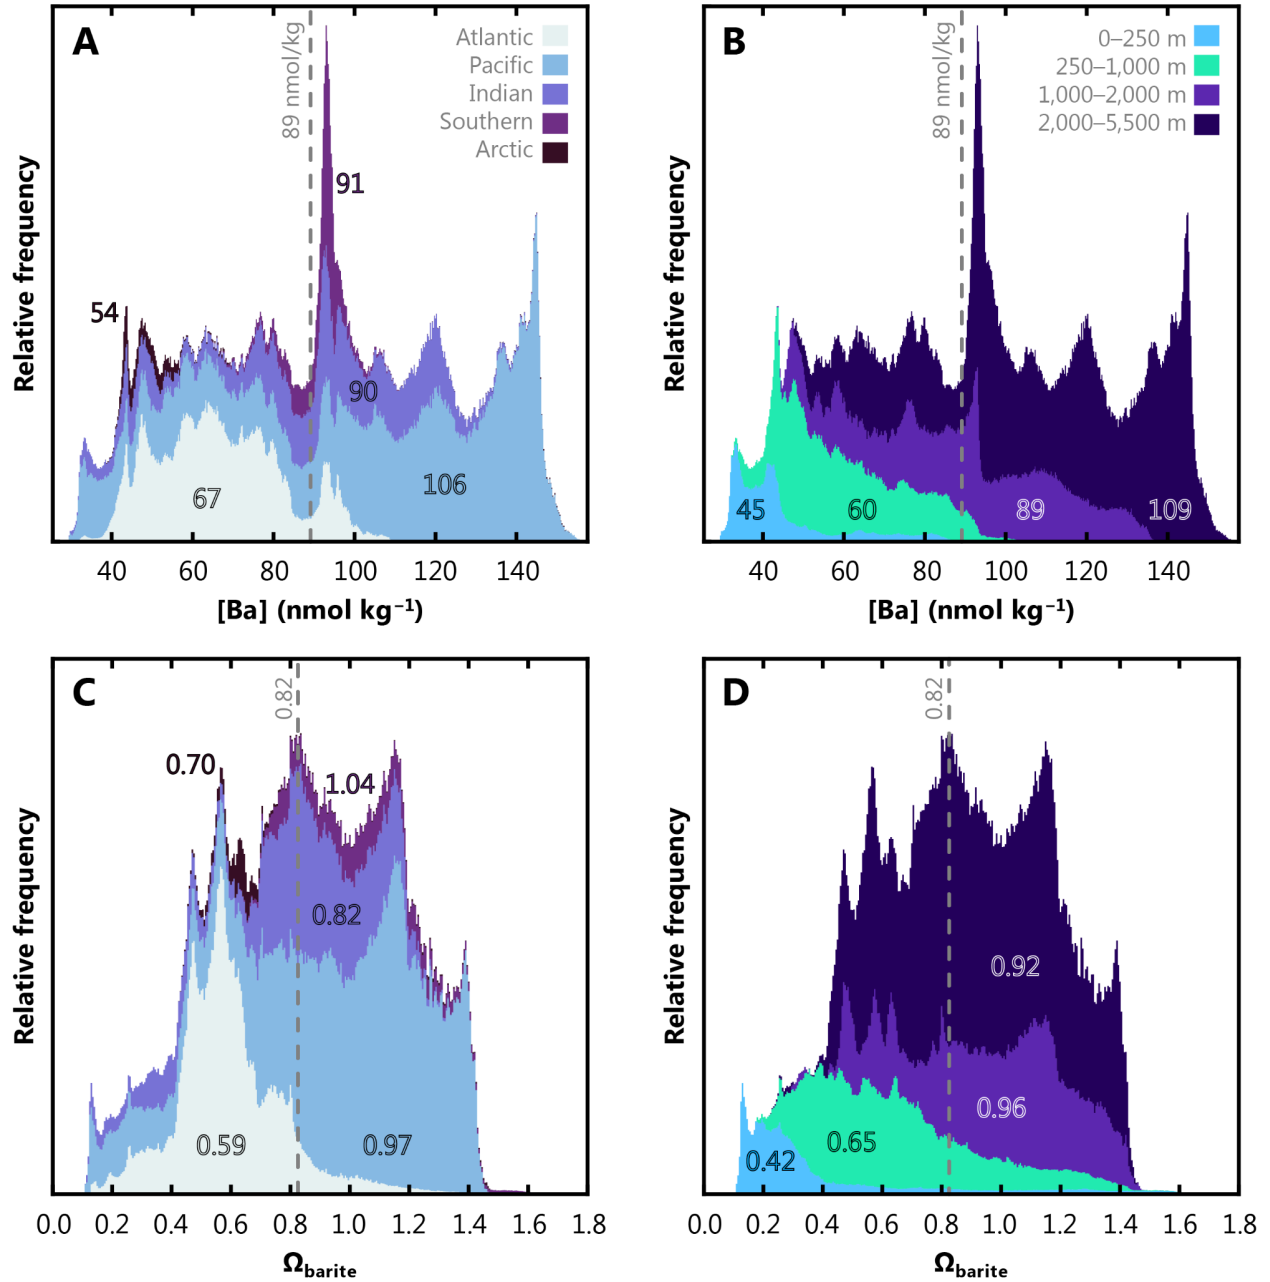 A
89 nmol/kg
Atlantic
Pacific
Indian
Southern
Arctic
91
54
90
67
106
Relative frequency
40 60 80 100 120 140
[Ba] (nmol kg⁻¹)
B
89 nmol/kg
0–250 m
250–1,000 m
1,000–2,000 m
2,000–5,500 m
45
60
89
109
Relative frequency
40 60 80 100 120 140
[Ba] (nmol kg⁻¹)
C
0.82
0.70
1.04
0.82
0.59
0.97
Relative frequency
0.0 0.2 0.4 0.6 0.8 1.0 1.2 1.4 1.6 1.8
Ωbarite
D
0.82
0.92
0.96
0.65
0.42
Relative frequency
0.0 0.2 0.4 0.6 0.8 1.0 1.2 1.4 1.6 1.8
Ωbarite